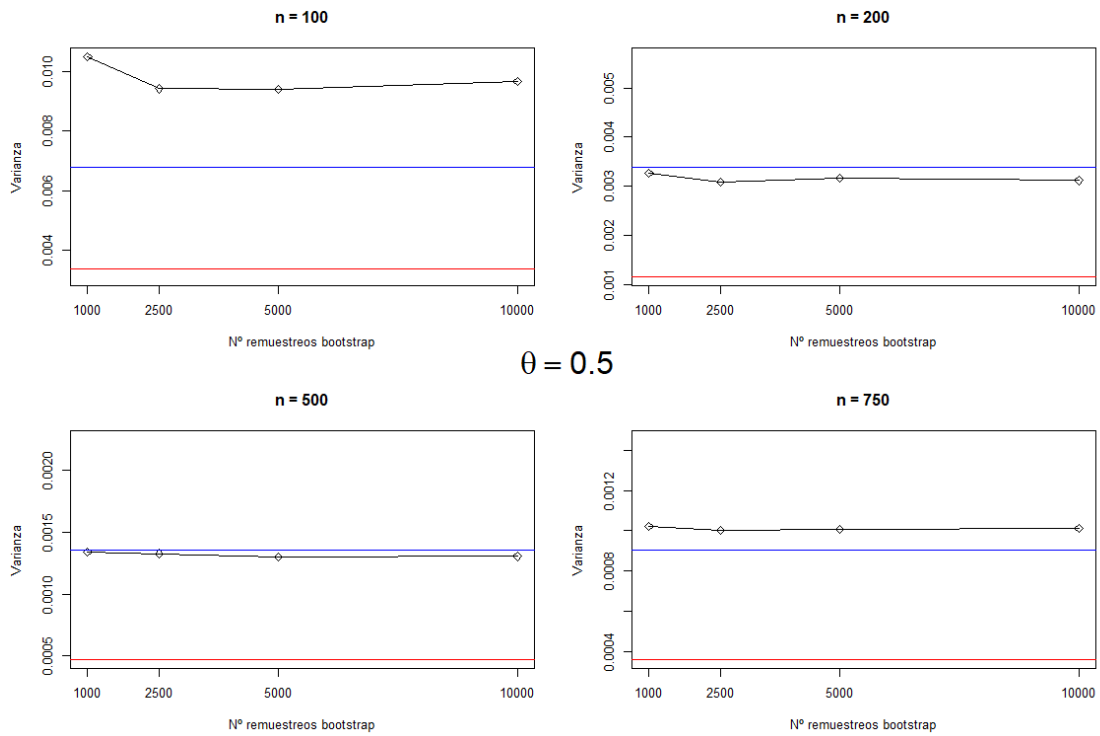 n = 100
Varianza
0.004 0.006 0.008 0.010
1000 2500 5000 10000
Nº remuestreos bootstrap
n = 200
Varianza
0.001 0.002 0.003 0.004 0.005
1000 2500 5000 10000
Nº remuestreos bootstrap
θ = 0.5
n = 500
Varianza
0.0005 0.0010 0.0015 0.0020
1000 2500 5000 10000
Nº remuestreos bootstrap
n = 750
Varianza
0.0004 0.0008 0.0012
1000 2500 5000 10000
Nº remuestreos bootstrap